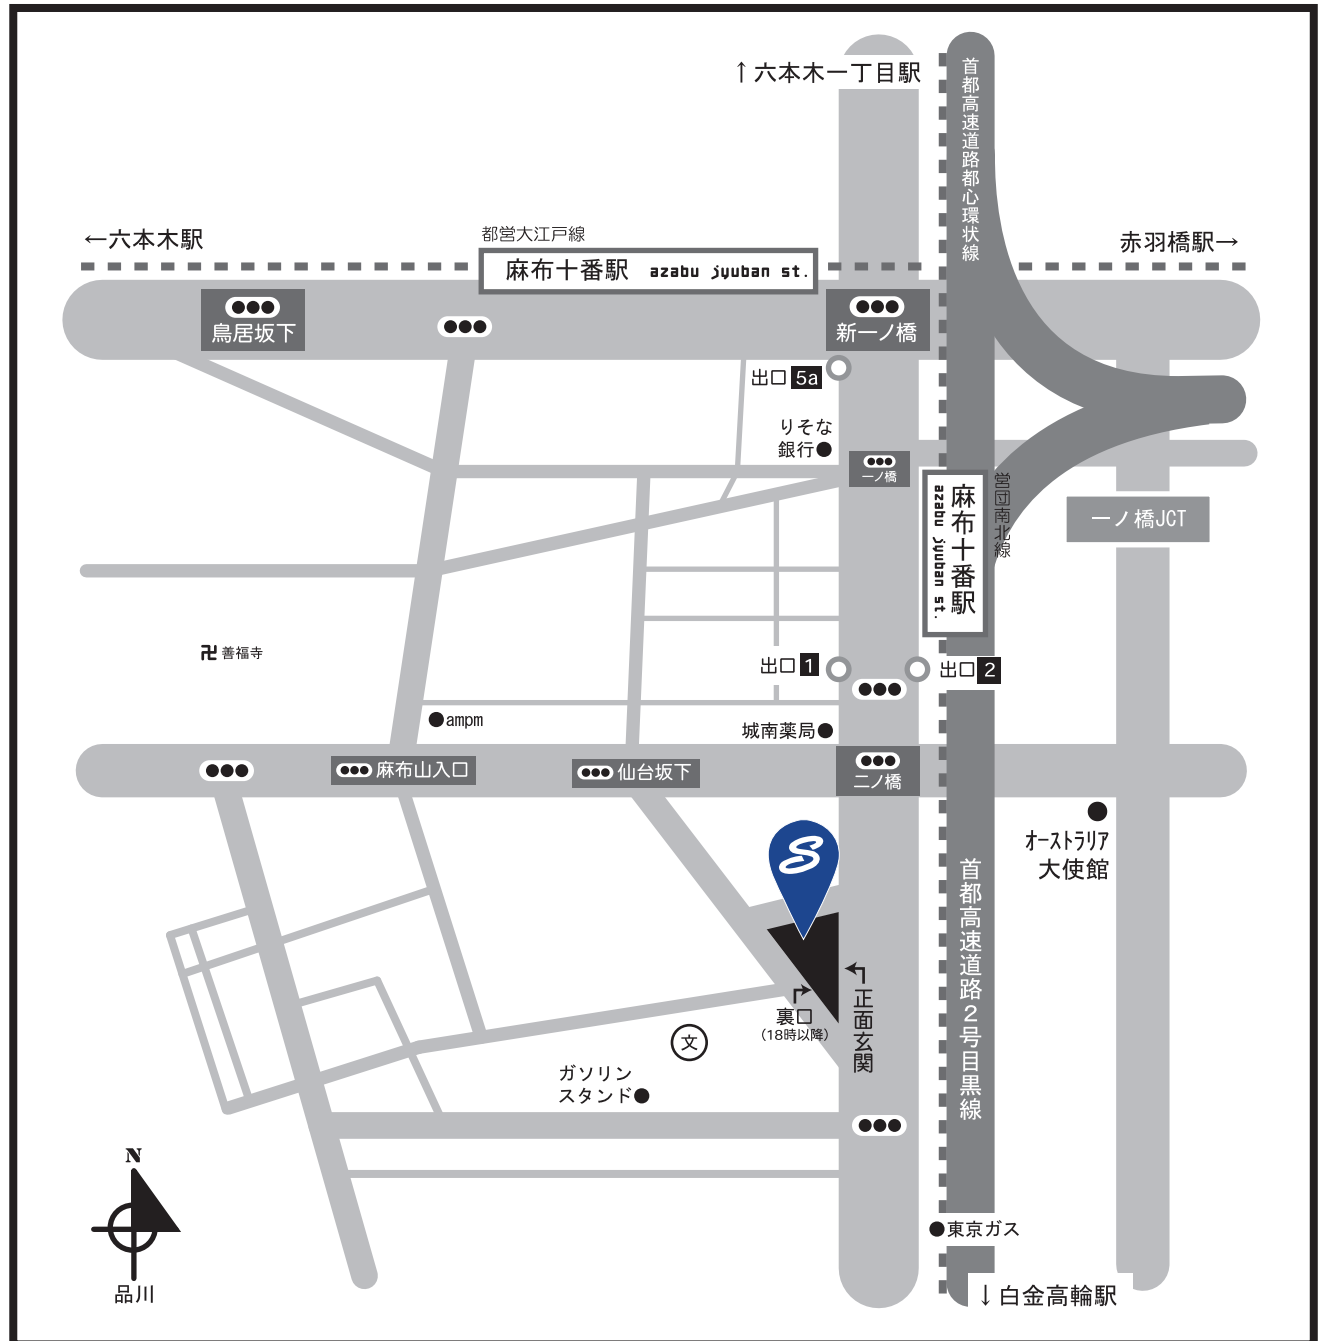 ↑六本木一丁目駅
首都高速道路都心環状線
←六本木駅
都営大江戸線
麻布十番駅 azabu jyuban st.
赤羽橋駅→
鳥居坂下
新一ノ橋
出口 5a
りそな
銀行
一ノ橋
麻布十番駅
azabu jyuban st.
営団南北線
一ノ橋JCT
卍 善福寺
出口 1
出口 2
ampm
城南薬局
麻布山入口
仙台坂下
二ノ橋
オーストラリア
大使館
S
首都高速道路2号目黒線
正面玄関
裏口
(18時以降)
文
ガソリン
スタンド
N
品川
東京ガス
↓白金高輪駅